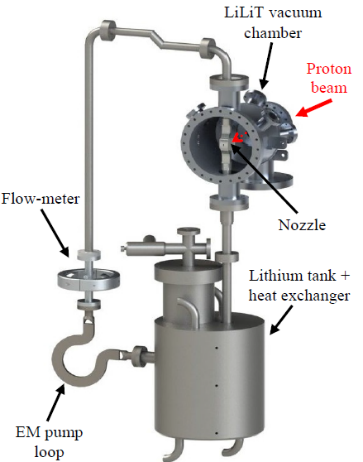 LiLiT vacuum
chamber
Proton
beam
Flow-meter
Nozzle
Lithium tank +
heat exchanger
EM pump
loop